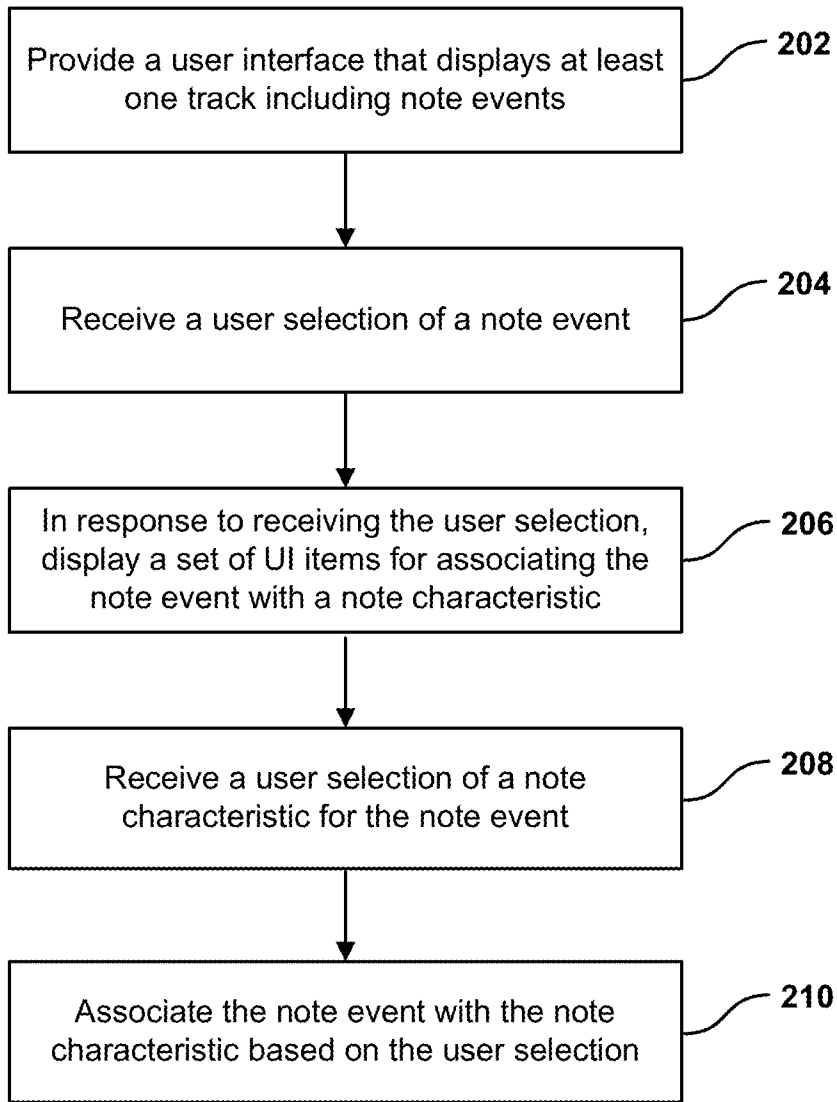 Provide a user interface that displays at least
one track including note events
202
Receive a user selection of a note event
204
In response to receiving the user selection,
display a set of UI items for associating the
note event with a note characteristic
206
Receive a user selection of a note
characteristic for the note event
208
Associate the note event with the note
characteristic based on the user selection
210